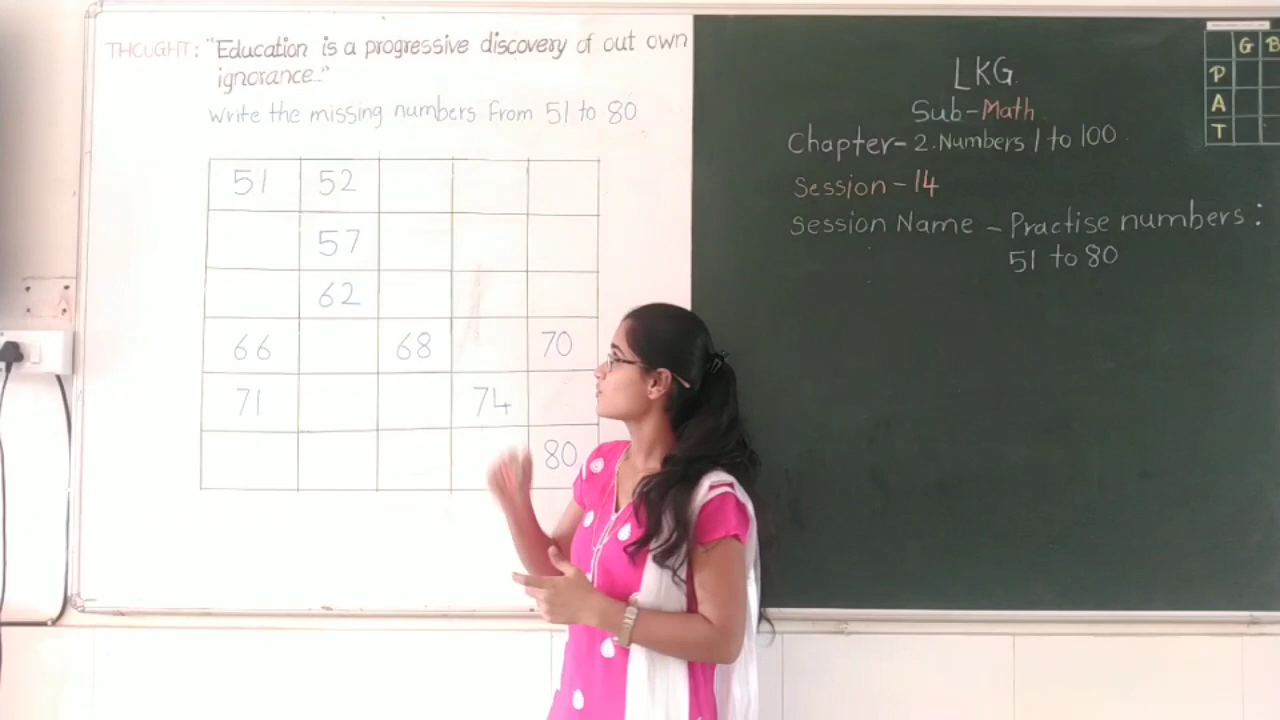 THOUGHT: "Education is a progressive discovery of out own
ignorance."
Write the missing numbers from 51 to 80
51 52
57
62
66 68 70
71 74
80
LKG.
Sub-Math
Chapter-2.Numbers 1 to 100.
Session-14
Session Name - Practise numbers:
51 to 80
G B
P
A
T